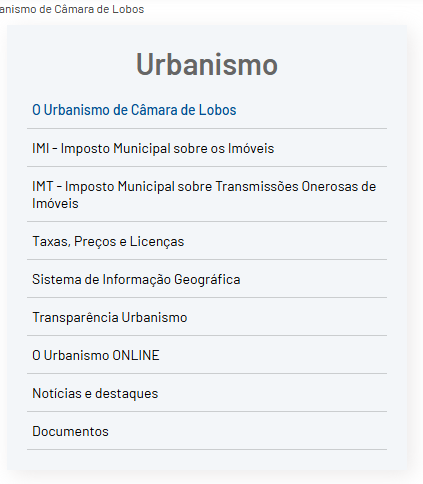 anismo de Câmara de Lobos
Urbanismo
O Urbanismo de Câmara de Lobos
IMI - Imposto Municipal sobre os Imóveis
IMT - Imposto Municipal sobre Transmissões Onerosas de
Imóveis
Taxas, Preços e Licenças
Sistema de Informação Geográfica
Transparência Urbanismo
O Urbanismo ONLINE
Notícias e destaques
Documentos